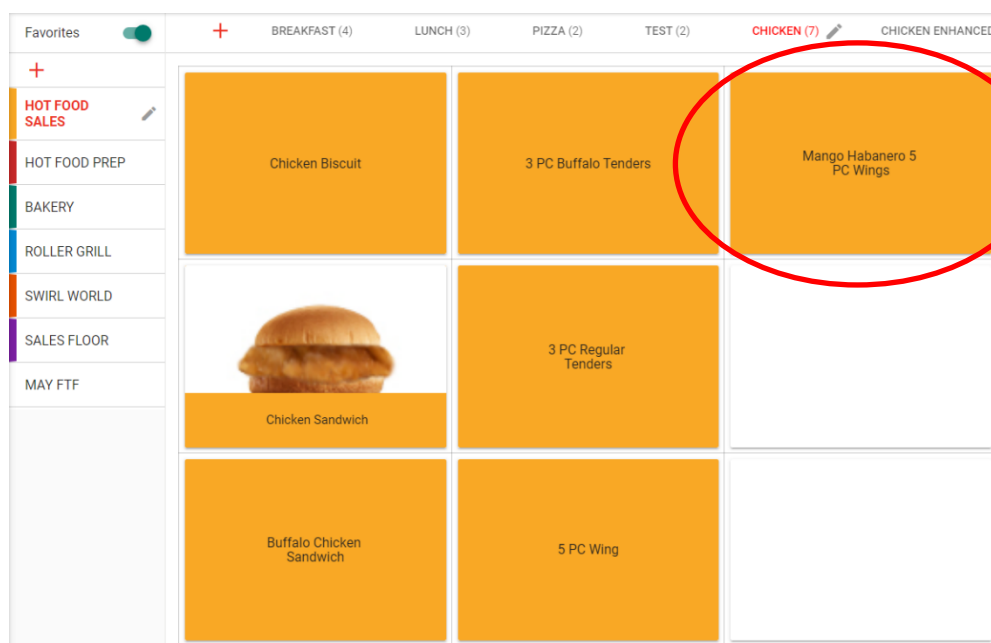 Favorites
+
BREAKFAST (4)
LUNCH (3)
PIZZA (2)
TEST (2)
CHICKEN (7)
CHICKEN ENHANCED
+
HOT FOOD
SALES
HOT FOOD PREP
BAKERY
ROLLER GRILL
SWIRL WORLD
SALES FLOOR
MAY FTF
Chicken Biscuit
3 PC Buffalo Tenders
Mango Habanero 5
PC Wings
Chicken Sandwich
3 PC Regular
Tenders
Buffalo Chicken
Sandwich
5 PC Wing